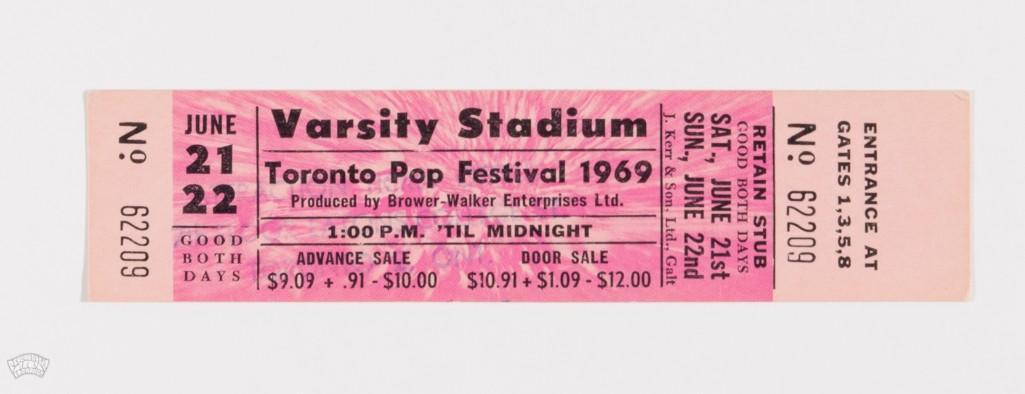 No 62209
JUNE
21
22
GOOD
BOTH
DAYS
Varsity Stadium
Toronto Pop Festival 1969
Produced by Brower-Walker Enterprises Ltd.
1:00 P.M. 'TIL MIDNIGHT
ADVANCE SALE
$9.09 + .91 - $10.00
DOOR SALE
$10.91 + $1.09 - $12.00
RETAIN STUB
GOOD BOTH DAYS
SAT., JUNE 21st
SUN., JUNE 22nd
J. Kerr & Son, Ltd., Galt
No 62209
ENTRANCE AT
GATES 1,3,5,8